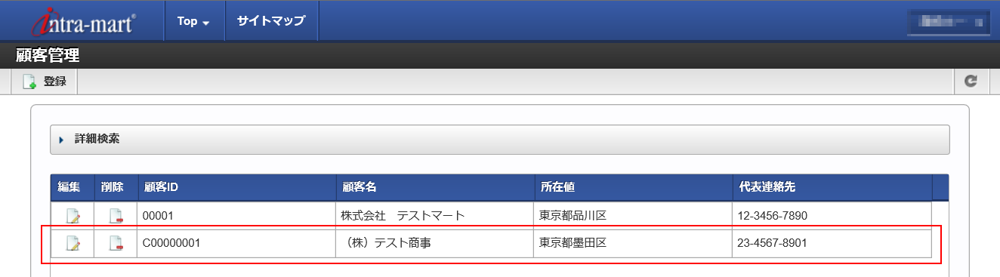 intra-mart® Top サイトマップ
顧客管理
登録
詳細検索
編集 削除 顧客ID 顧客名 所在値 代表連絡先
00001 株式会社　テストマート 東京都品川区 12-3456-7890
C00000001 （株）テスト商事 東京都墨田区 23-4567-8901